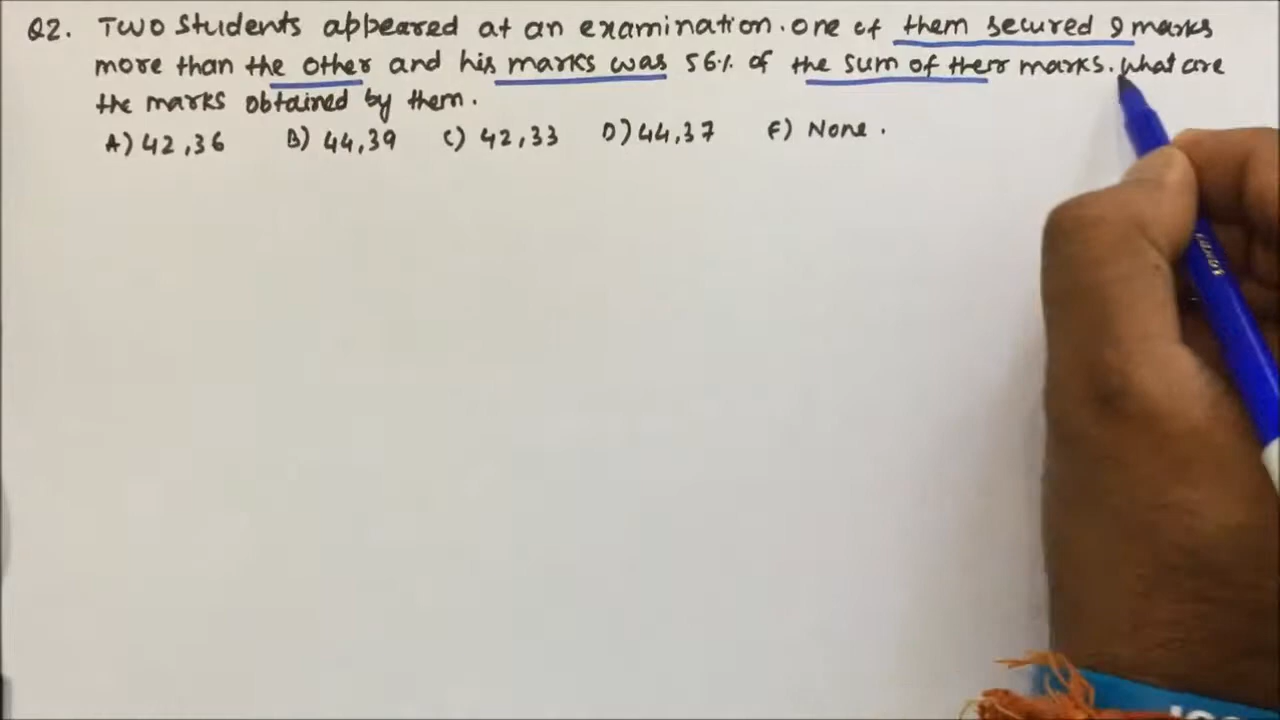 Q2. Two students appeared at an examination. one of them secured 9 marks
more than the other and his marks was 56% of the sum of their marks. What are
the marks obtained by them.
A) 42,36 B) 44,39 C) 42,33 D) 44,37 E) None.